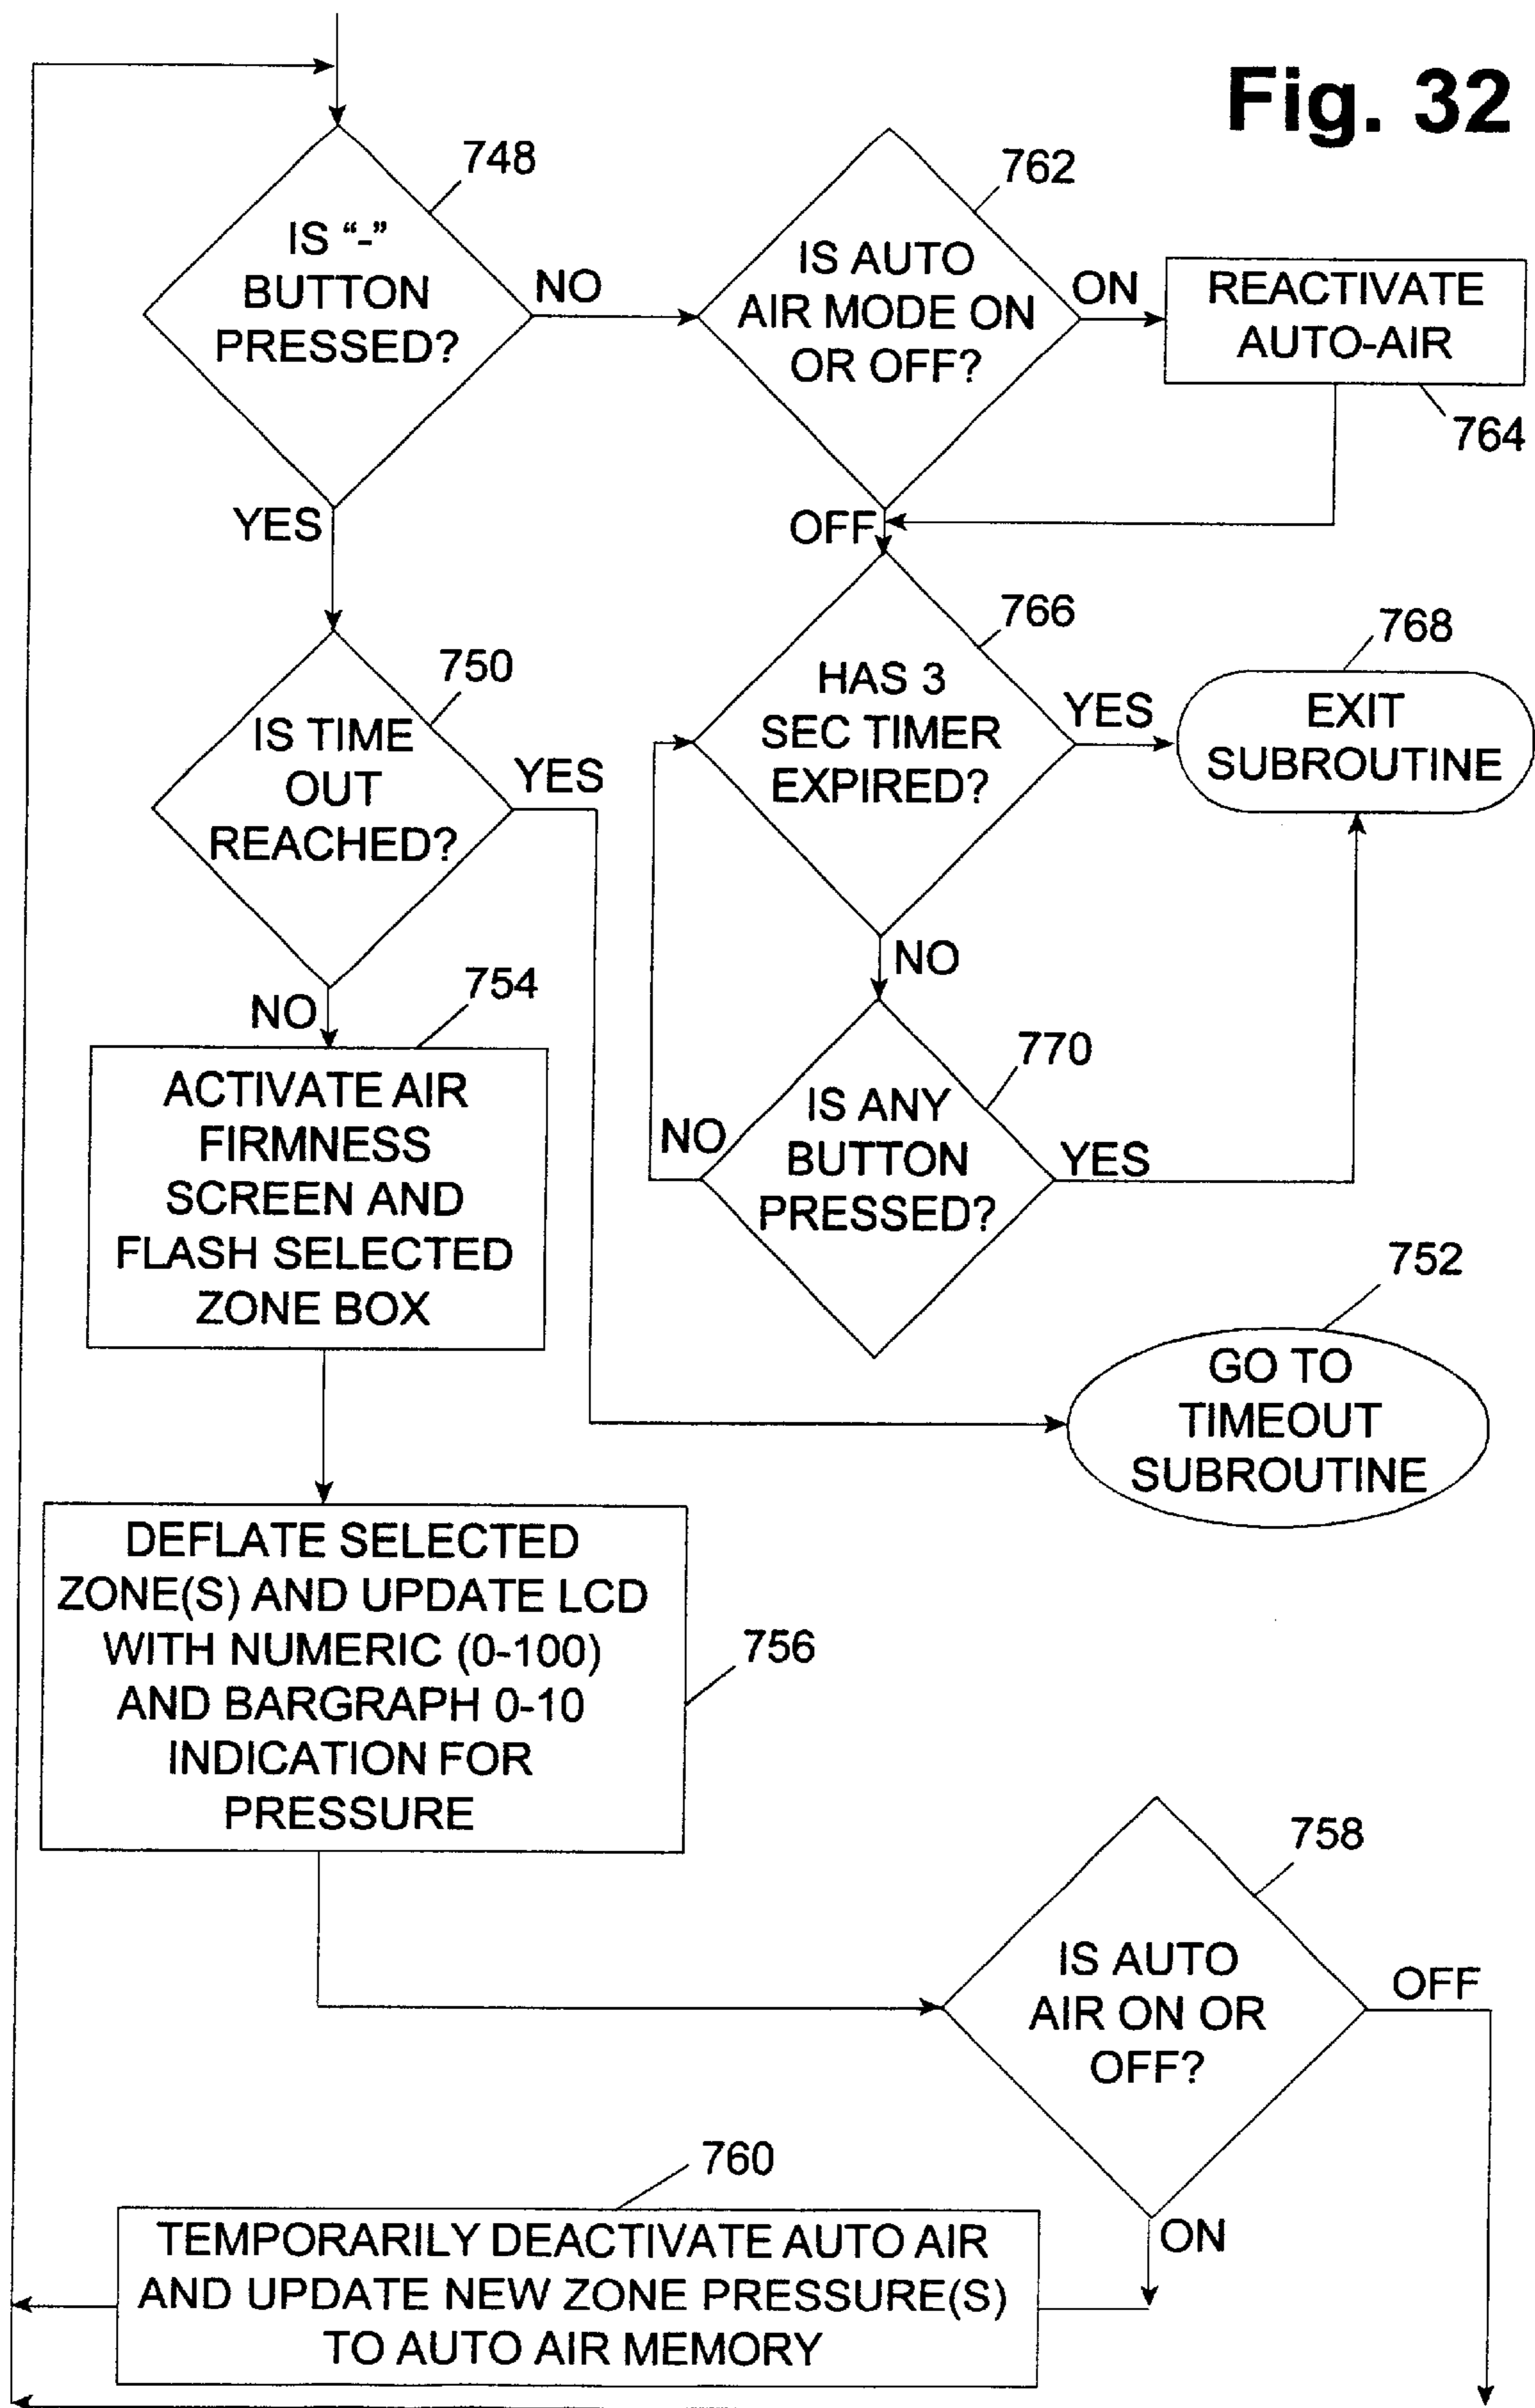 Fig. 32
748
IS “-”
BUTTON
PRESSED?
NO
YES
762
IS AUTO
AIR MODE ON
OR OFF?
ON
OFF
REACTIVATE
AUTO-AIR
764
750
IS TIME
OUT
REACHED?
YES
NO
766
HAS 3
SEC TIMER
EXPIRED?
YES
NO
768
EXIT
SUBROUTINE
770
IS ANY
BUTTON
PRESSED?
NO
YES
752
GO TO
TIMEOUT
SUBROUTINE
754
ACTIVATE AIR
FIRMNESS
SCREEN AND
FLASH SELECTED
ZONE BOX
DEFLATE SELECTED
ZONE(S) AND UPDATE LCD
WITH NUMERIC (0-100)
AND BARGRAPH 0-10
INDICATION FOR
PRESSURE
756
758
IS AUTO
AIR ON OR
OFF?
OFF
ON
760
TEMPORARILY DEACTIVATE AUTO AIR
AND UPDATE NEW ZONE PRESSURE(S)
TO AUTO AIR MEMORY